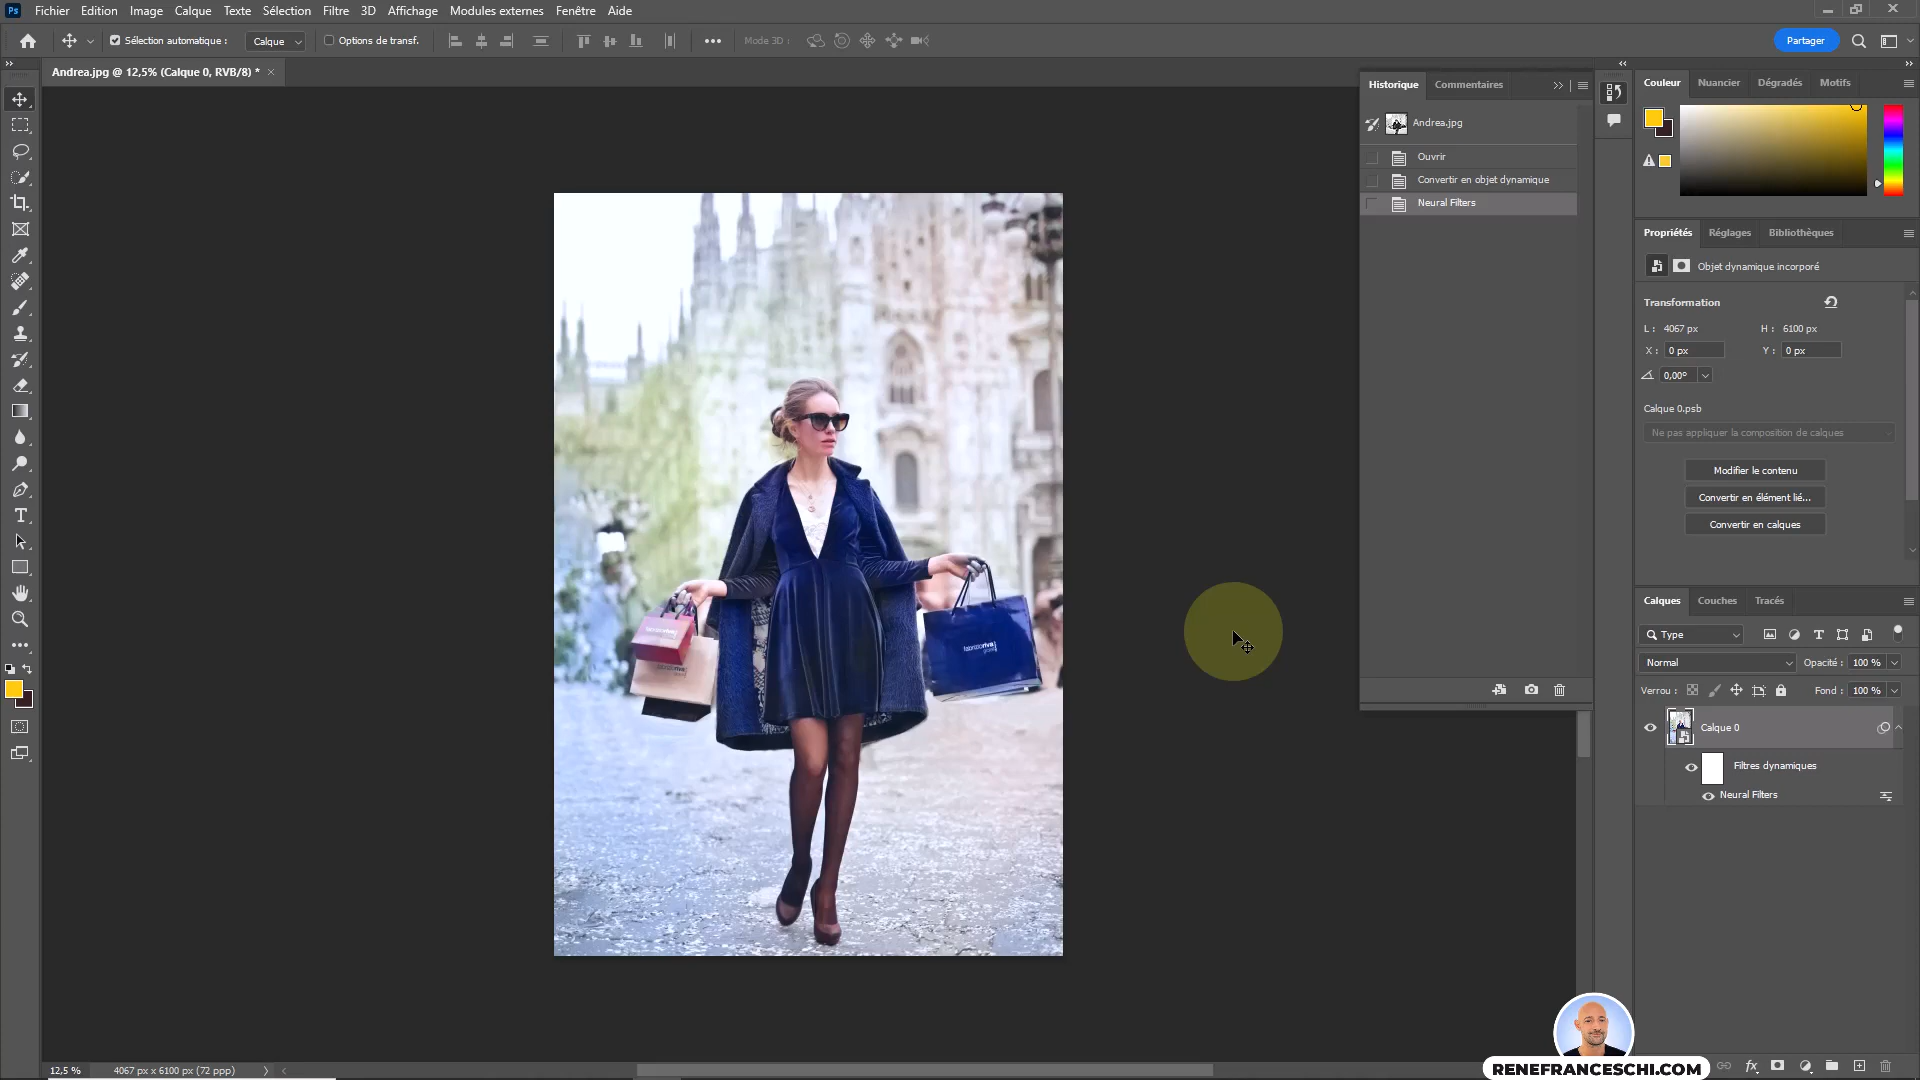 Ps Fichier Edition Image Calque Texte Sélection Filtre 3D Affichage Modules externes Fenêtre Aide
Sélection automatique : Calque Options de transf. Mode 3D : Partager
Andrea.jpg @ 12,5% (Calque 0, RVB/8) *
Historique Commentaires
Andrea.jpg
Ouvrir
Convertir en objet dynamique
Neural Filters
Couleur Nuancier Dégradés Motifs
Propriétés Réglages Bibliothèques
Objet dynamique incorporé
Transformation
L : 4067 px H : 6100 px
X : 0 px Y : 0 px
0,00°
Calque 0.psb
Ne pas appliquer la composition de calques
Modifier le contenu
Convertir en élément lié...
Convertir en calques
Calques Couches Tracés
Type
Normal Opacité : 100 %
Verrou : Fond : 100 %
Calque 0
Filtres dynamiques
Neural Filters
12,5 % 4067 px x 6100 px (72 ppp)
RENEFRANCESCHI.COM